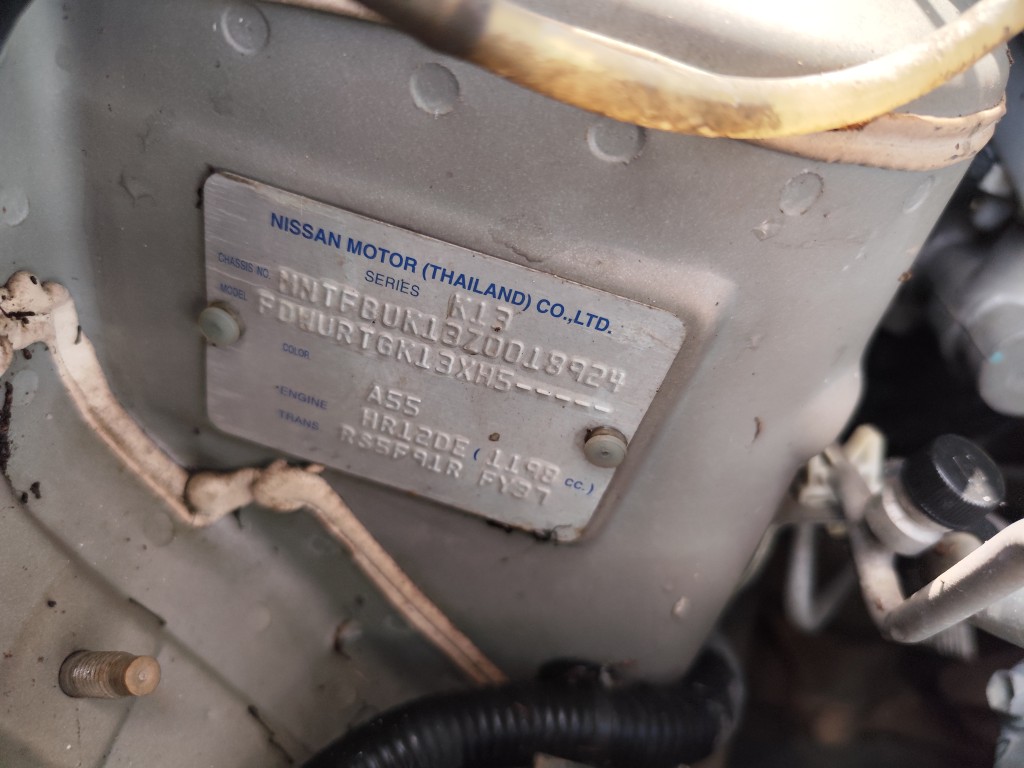 NISSAN MOTOR (THAILAND) CO.,LTD.
SERIES K13
CHASSIS NO. MNTFBUK13Z0018924
MODEL FDWURTGK13XH5-----
COLOR A55
*ENGINE HR12DE ( 1198 CC.)
TRANS RS5F91R FY37